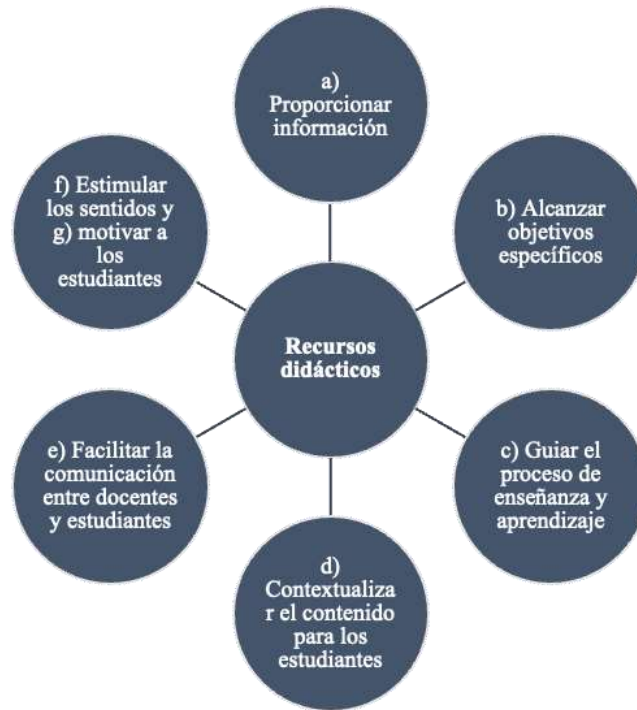 a)
Proporcionar
información
f) Estimular
los sentidos y
g) motivar a
los
estudiantes
b) Alcanzar
objetivos
específicos
Recursos
didácticos
e) Facilitar la
comunicación
entre docentes
y estudiantes
c) Guiar el
proceso de
enseñanza y
aprendizaje
d)
Contextualiza
r el contenido
para los
estudiantes